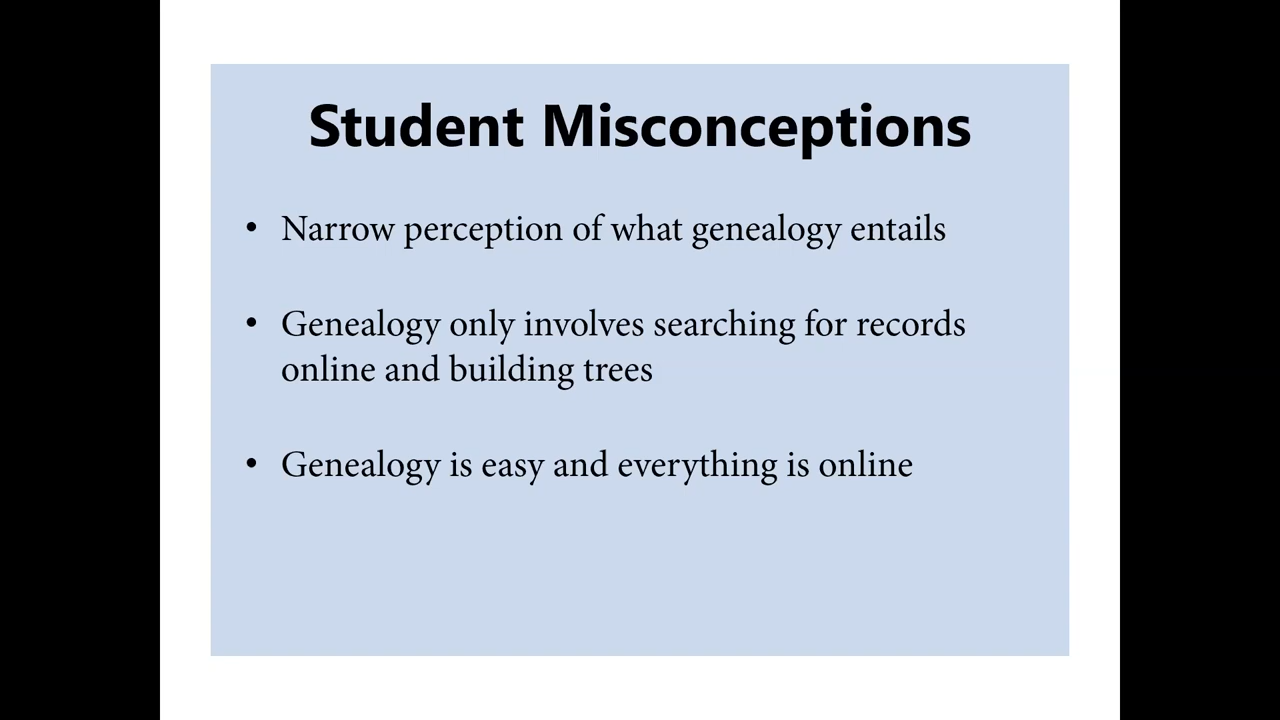 Student Misconceptions
• Narrow perception of what genealogy entails
• Genealogy only involves searching for records
online and building trees
• Genealogy is easy and everything is online